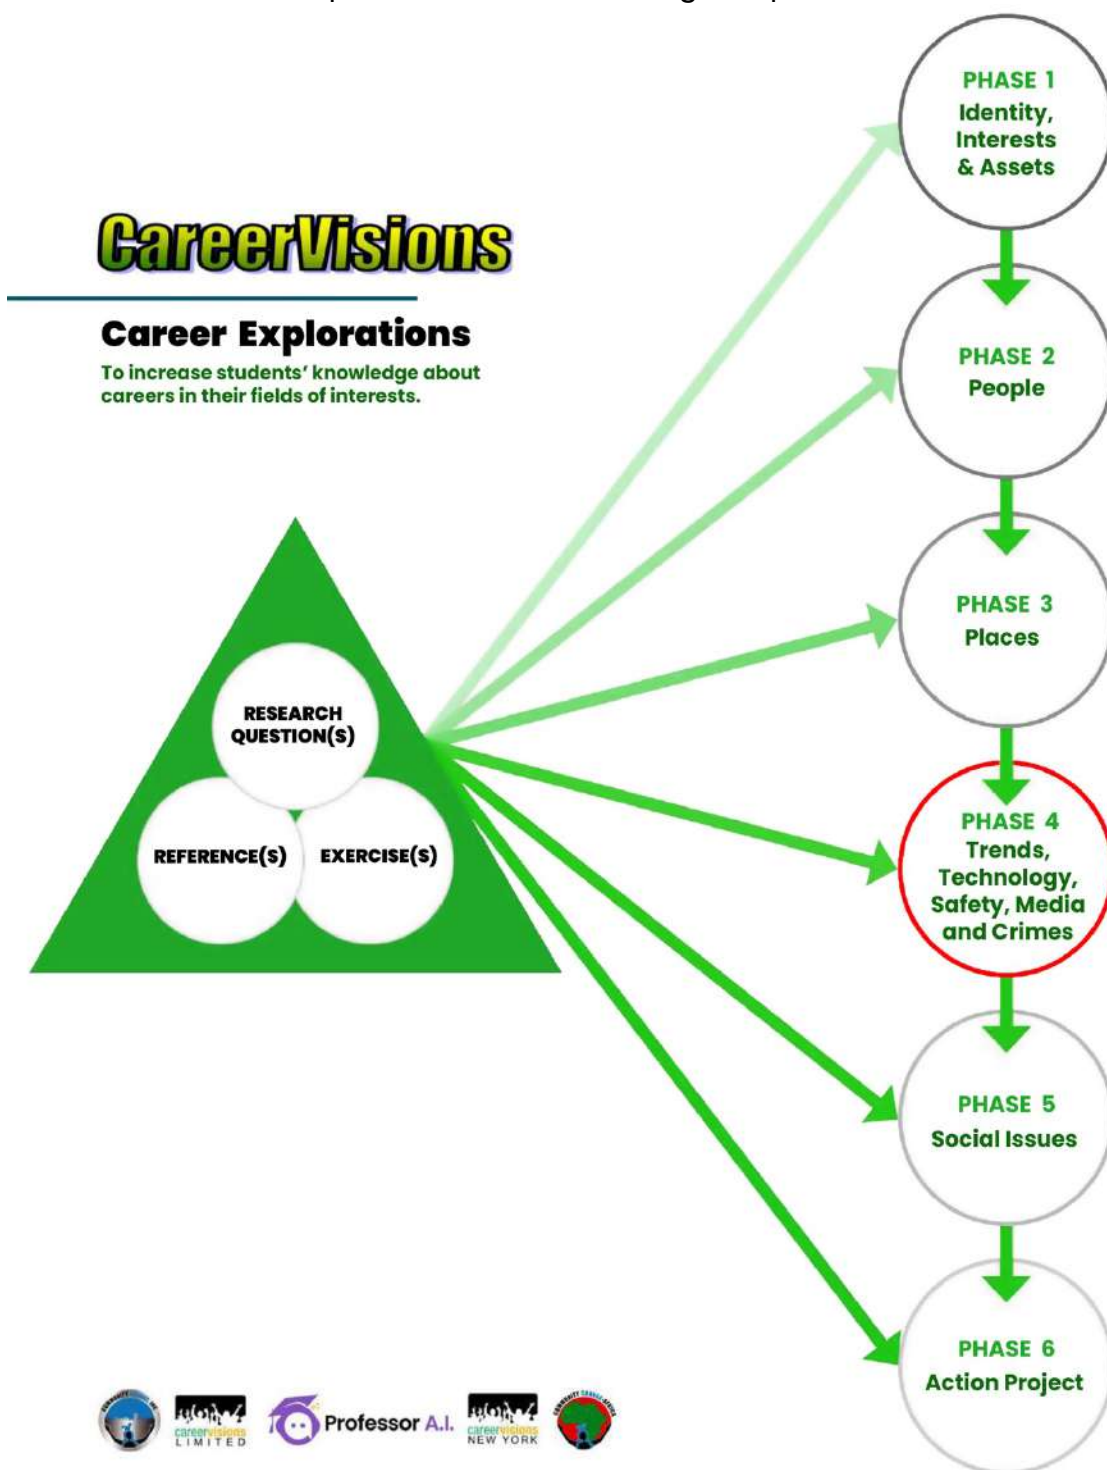 CareerVisions
Career Explorations
To increase students' knowledge about
careers in their fields of interests.
RESEARCH
QUESTION(S)
REFERENCE(S)
EXERCISE(S)
PHASE 1
Identity,
Interests
& Assets
PHASE 2
People
PHASE 3
Places
PHASE 4
Trends,
Technology,
Safety, Media
and Crimes
PHASE 5
Social Issues
PHASE 6
Action Project
careervisions
LIMITED
Professor A.I.
careervisions
NEW YORK